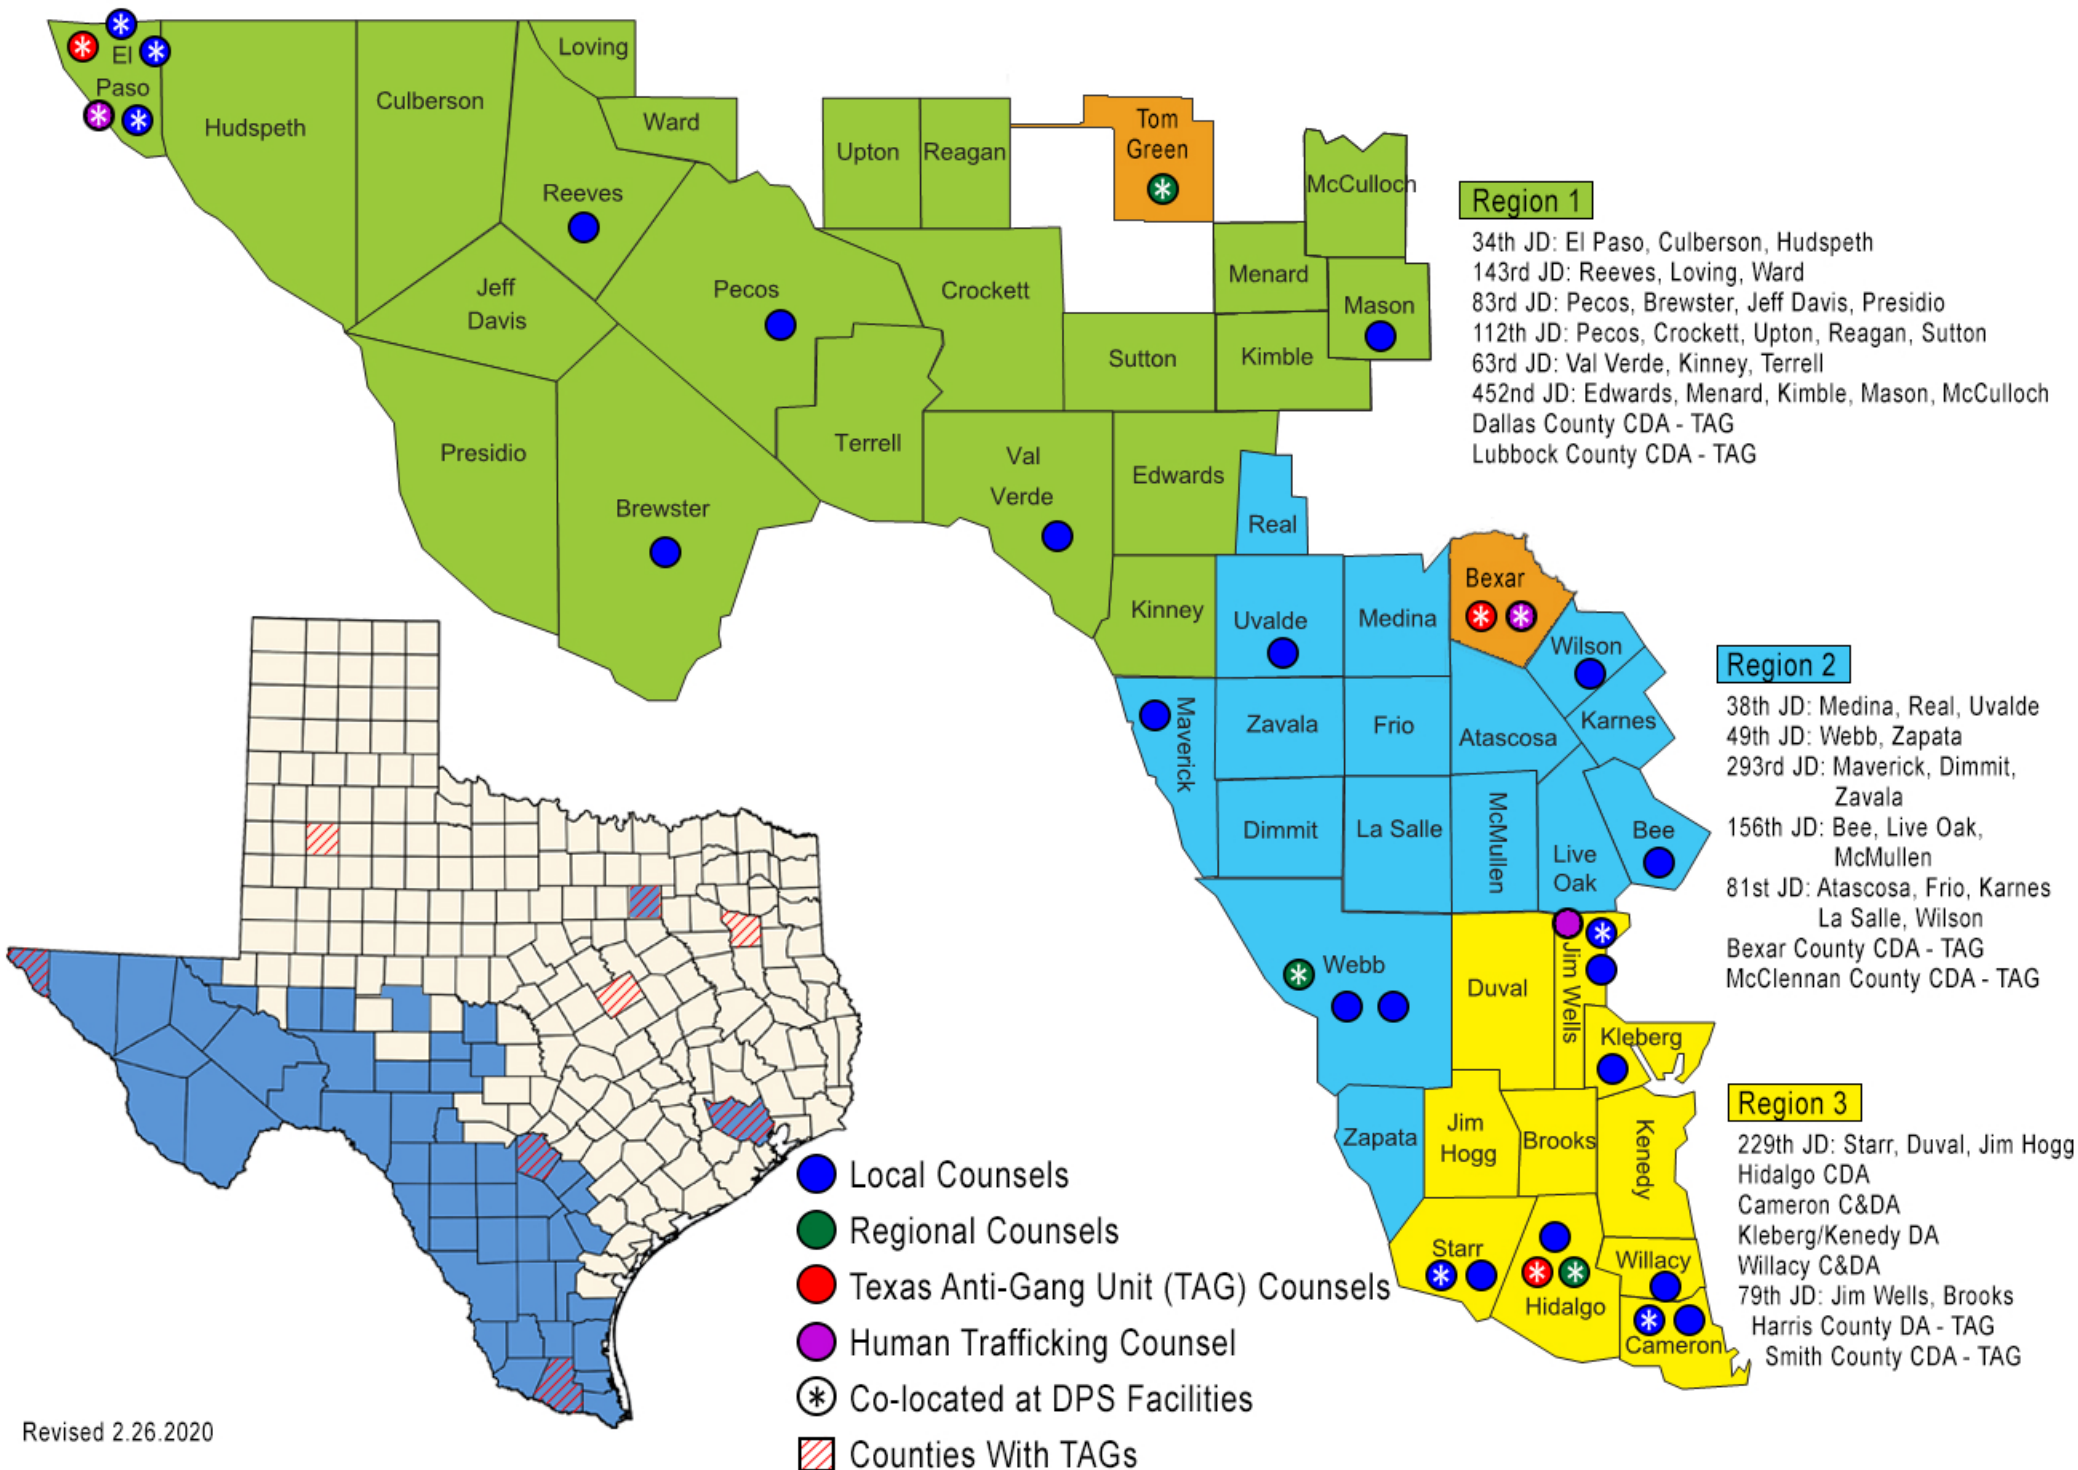 El
Paso
Hudspeth
Culberson
Loving
Ward
Reeves
Jeff
Davis
Presidio
Brewster
Pecos
Upton
Reagan
Crockett
Terrell
Tom
Green
McCulloch
Menard
Mason
Sutton
Kimble
Val
Verde
Edwards
Kinney
Region 1
34th JD: El Paso, Culberson, Hudspeth
143rd JD: Reeves, Loving, Ward
83rd JD: Pecos, Brewster, Jeff Davis, Presidio
112th JD: Pecos, Crockett, Upton, Reagan, Sutton
63rd JD: Val Verde, Kinney, Terrell
452nd JD: Edwards, Menard, Kimble, Mason, McCulloch
Dallas County CDA - TAG
Lubbock County CDA - TAG
Real
Uvalde
Medina
Bexar
Wilson
Karnes
Maverick
Zavala
Frio
Atascosa
Dimmit
La Salle
McMullen
Live
Oak
Bee
Webb
Zapata
Region 2
38th JD: Medina, Real, Uvalde
49th JD: Webb, Zapata
293rd JD: Maverick, Dimmit,
Zavala
156th JD: Bee, Live Oak,
McMullen
81st JD: Atascosa, Frio, Karnes
La Salle, Wilson
Bexar County CDA - TAG
McClennan County CDA - TAG
Duval
Jim Wells
Kleberg
Jim
Hogg
Brooks
Kenedy
Starr
Hidalgo
Willacy
Cameron
Region 3
229th JD: Starr, Duval, Jim Hogg
Hidalgo CDA
Cameron C&DA
Kleberg/Kenedy DA
Willacy C&DA
79th JD: Jim Wells, Brooks
Harris County DA - TAG
Smith County CDA - TAG
Local Counsels
Regional Counsels
Texas Anti-Gang Unit (TAG) Counsels
Human Trafficking Counsel
Co-located at DPS Facilities
Counties With TAGs
Revised 2.26.2020